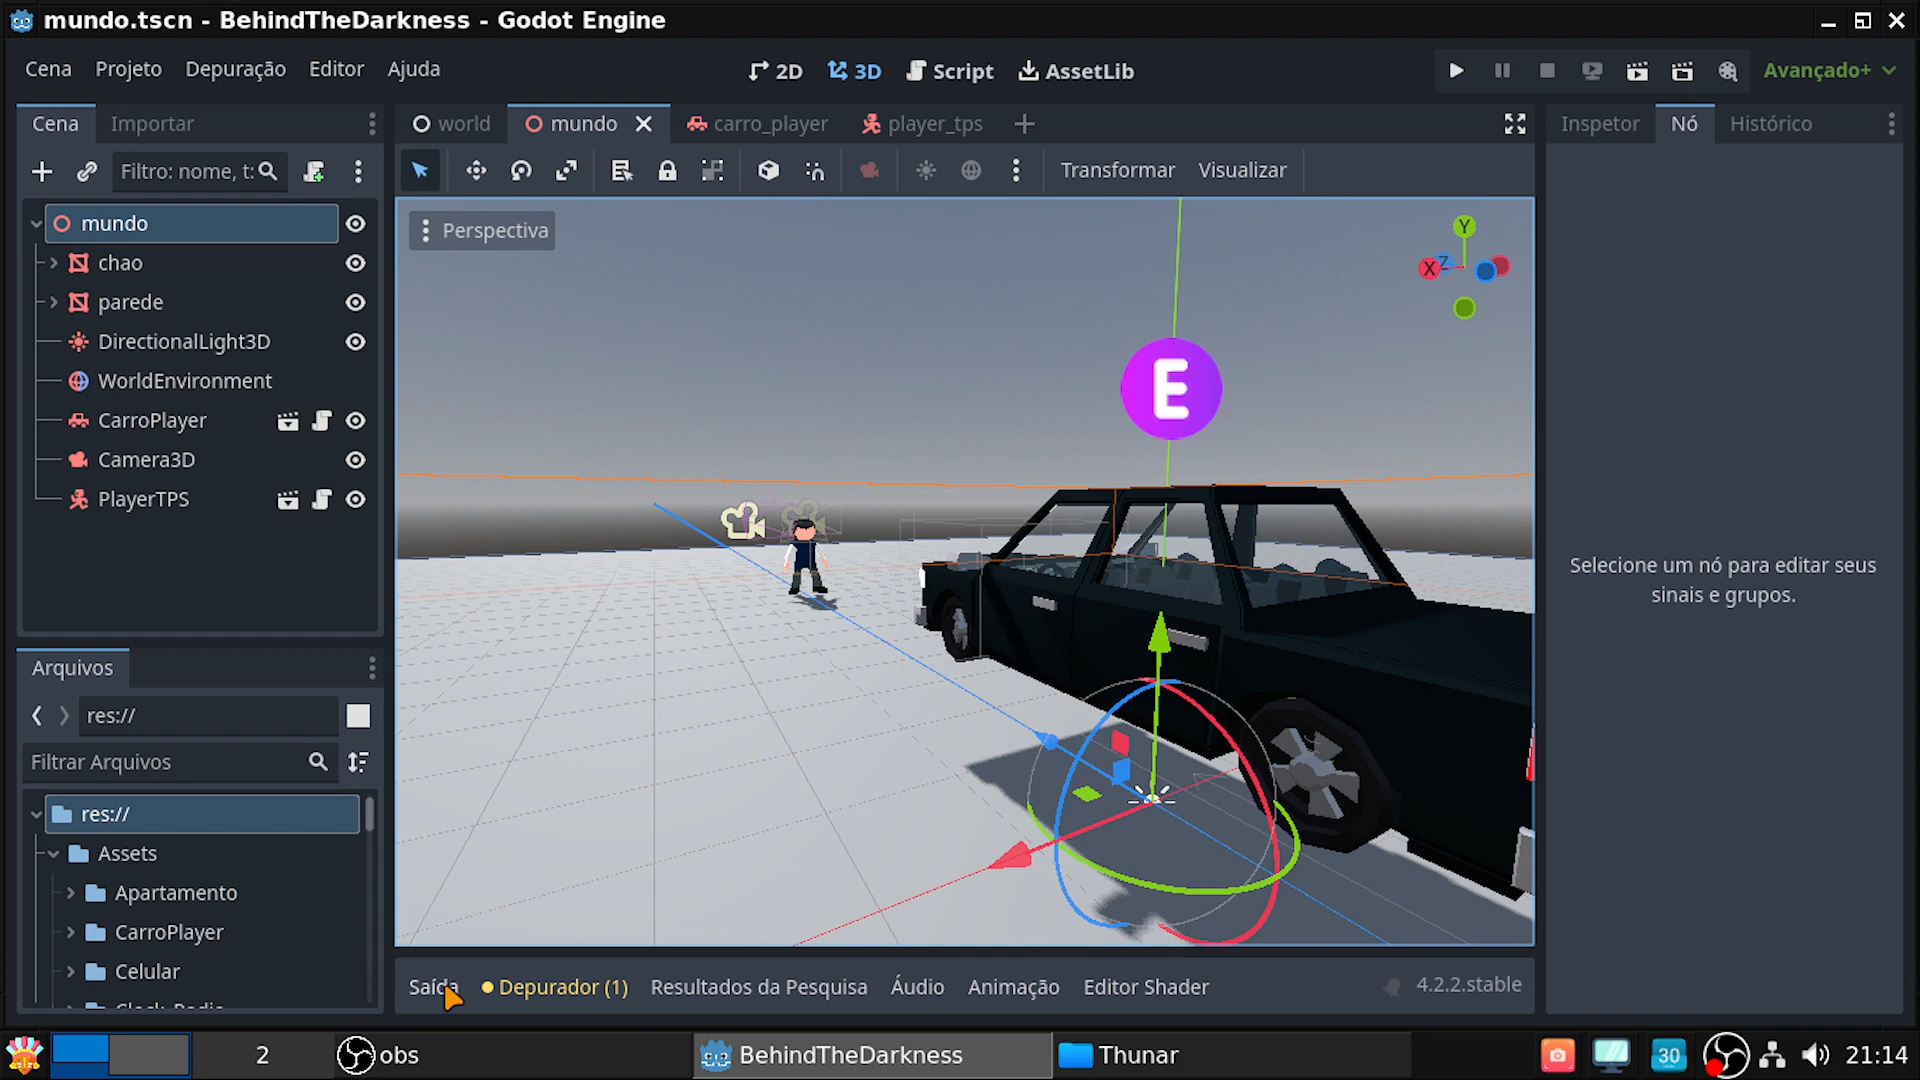 mundo.tscn - BehindTheDarkness - Godot Engine
Cena Projeto Depuração Editor Ajuda
2D 3D Script AssetLib
Avançado+
Cena Importar
world mundo carro_player player_tps
Inspetor Nó Histórico
Filtro: nome, t:
Transformar Visualizar
mundo
chao
parede
DirectionalLight3D
WorldEnvironment
CarroPlayer
Camera3D
PlayerTPS
Perspectiva
Y
X Z
E
Selecione um nó para editar seus
sinais e grupos.
Arquivos
res://
Filtrar Arquivos
res://
Assets
Apartamento
CarroPlayer
Celular
Saída Depurador (1) Resultados da Pesquisa Áudio Animação Editor Shader 4.2.2.stable
2 obs BehindTheDarkness Thunar 30 21:14